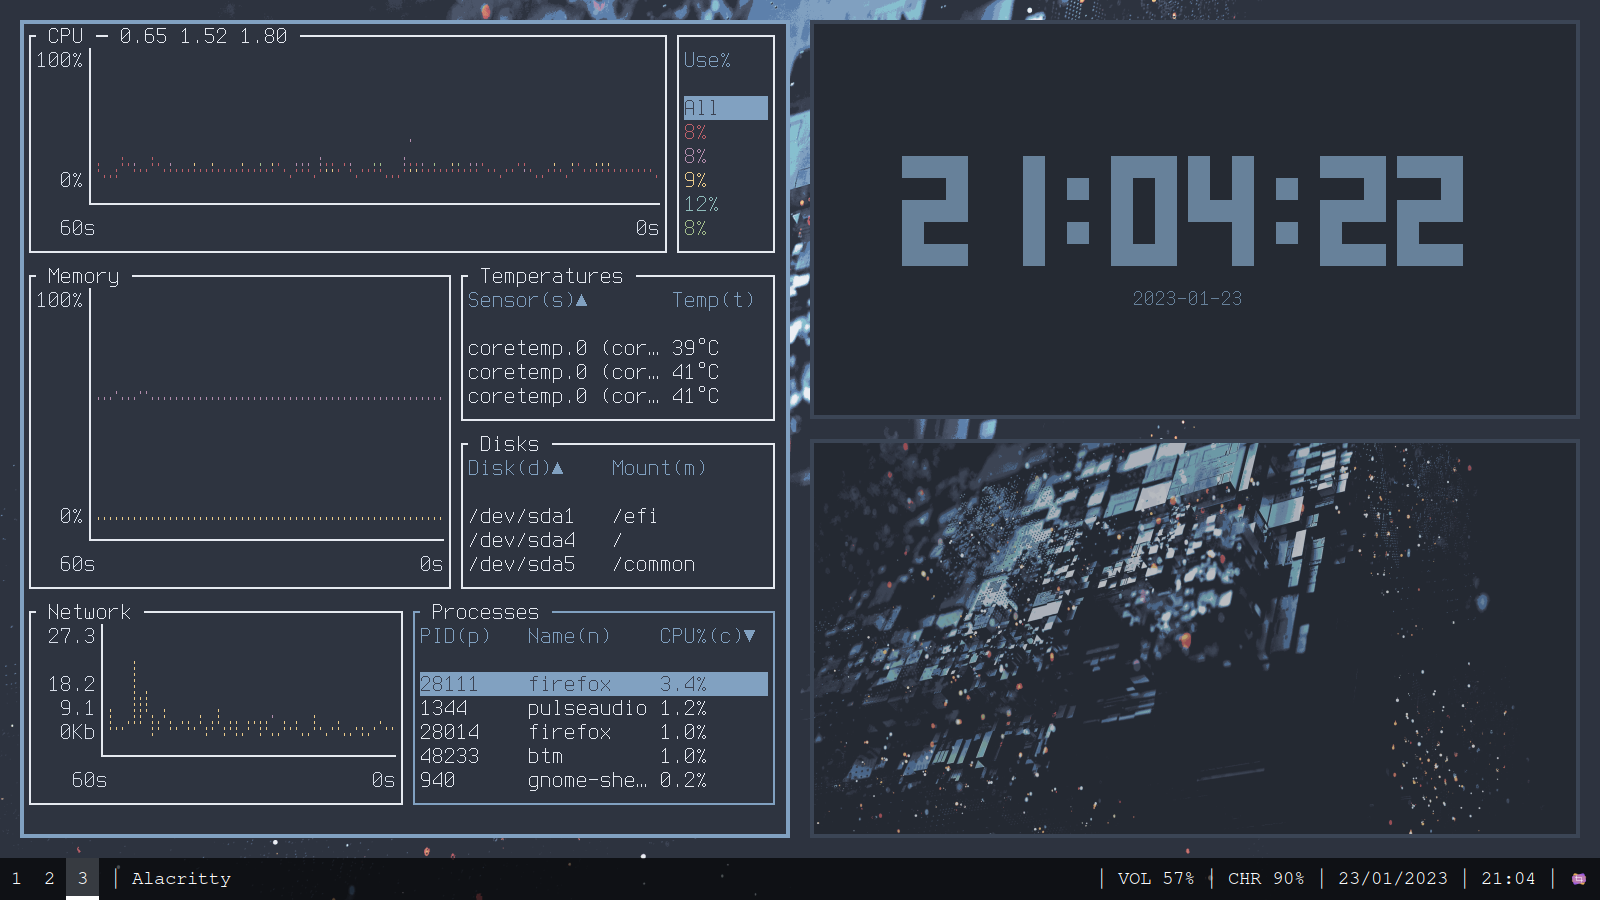 CPU — 0.65 1.52 1.80
100%
0%
60s 0s
Use%
All
8%
8%
9%
12%
8%
Memory
100%
0%
60s 0s
Temperatures
Sensor(s)▲ Temp(t)
coretemp.0 (cor… 39°C
coretemp.0 (cor… 41°C
coretemp.0 (cor… 41°C
Disks
Disk(d)▲ Mount(m)
/dev/sda1 /efi
/dev/sda4 /
/dev/sda5 /common
Network
27.3
18.2
9.1
0Kb
60s 0s
Processes
PID(p) Name(n) CPU%(c)▼
28111 firefox 3.4%
1344 pulseaudio 1.2%
28014 firefox 1.0%
48233 btm 1.0%
940 gnome-she… 0.2%
21:04:22
2023-01-23
1 2 3 | Alacritty | VOL 57% | CHR 90% | 23/01/2023 | 21:04 |